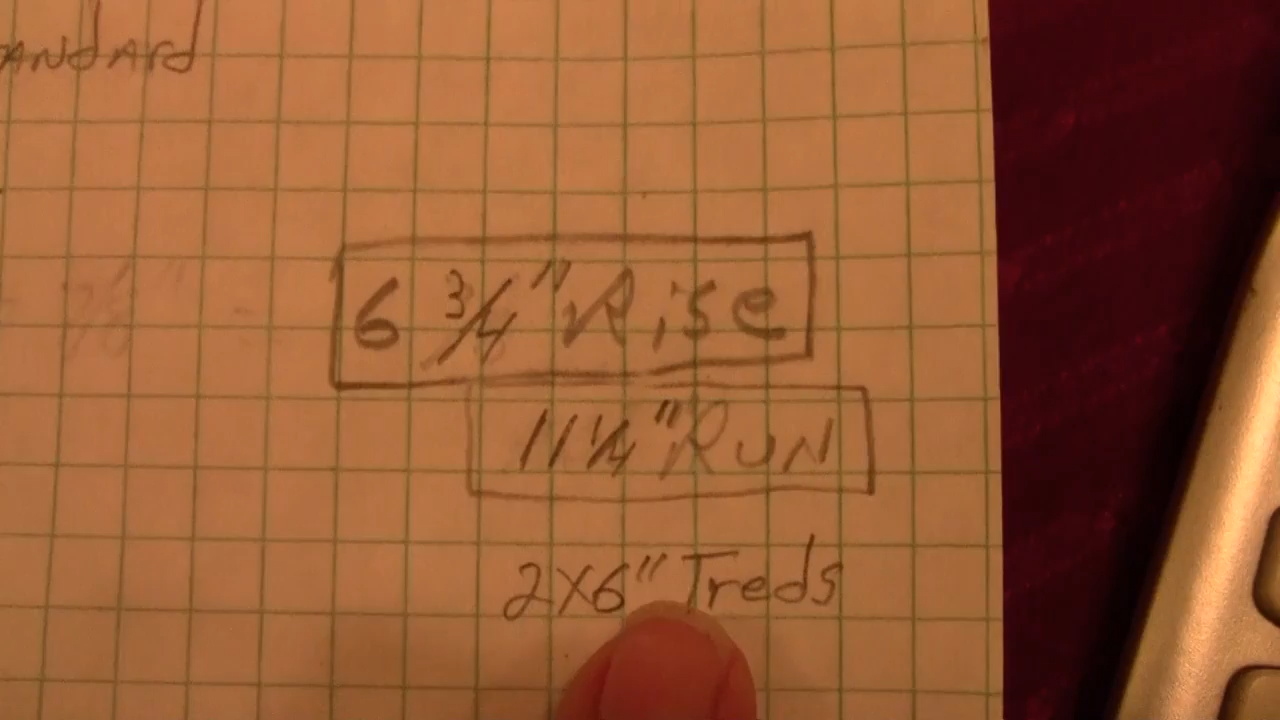 andard
6 3/4" Rise
11 1/4" Run
2x6" Treds